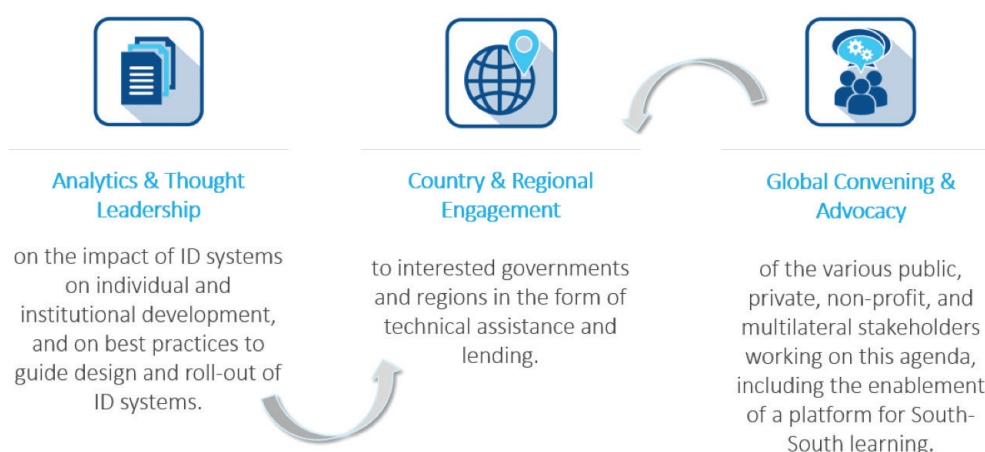 Analytics & Thought
Leadership
on the impact of ID systems
on individual and
institutional development,
and on best practices to
guide design and roll-out of
ID systems.
Country & Regional
Engagement
to interested governments
and regions in the form of
technical assistance and
lending.
Global Convening &
Advocacy
of the various public,
private, non-profit, and
multilateral stakeholders
working on this agenda,
including the enablement
of a platform for South-
South learning.